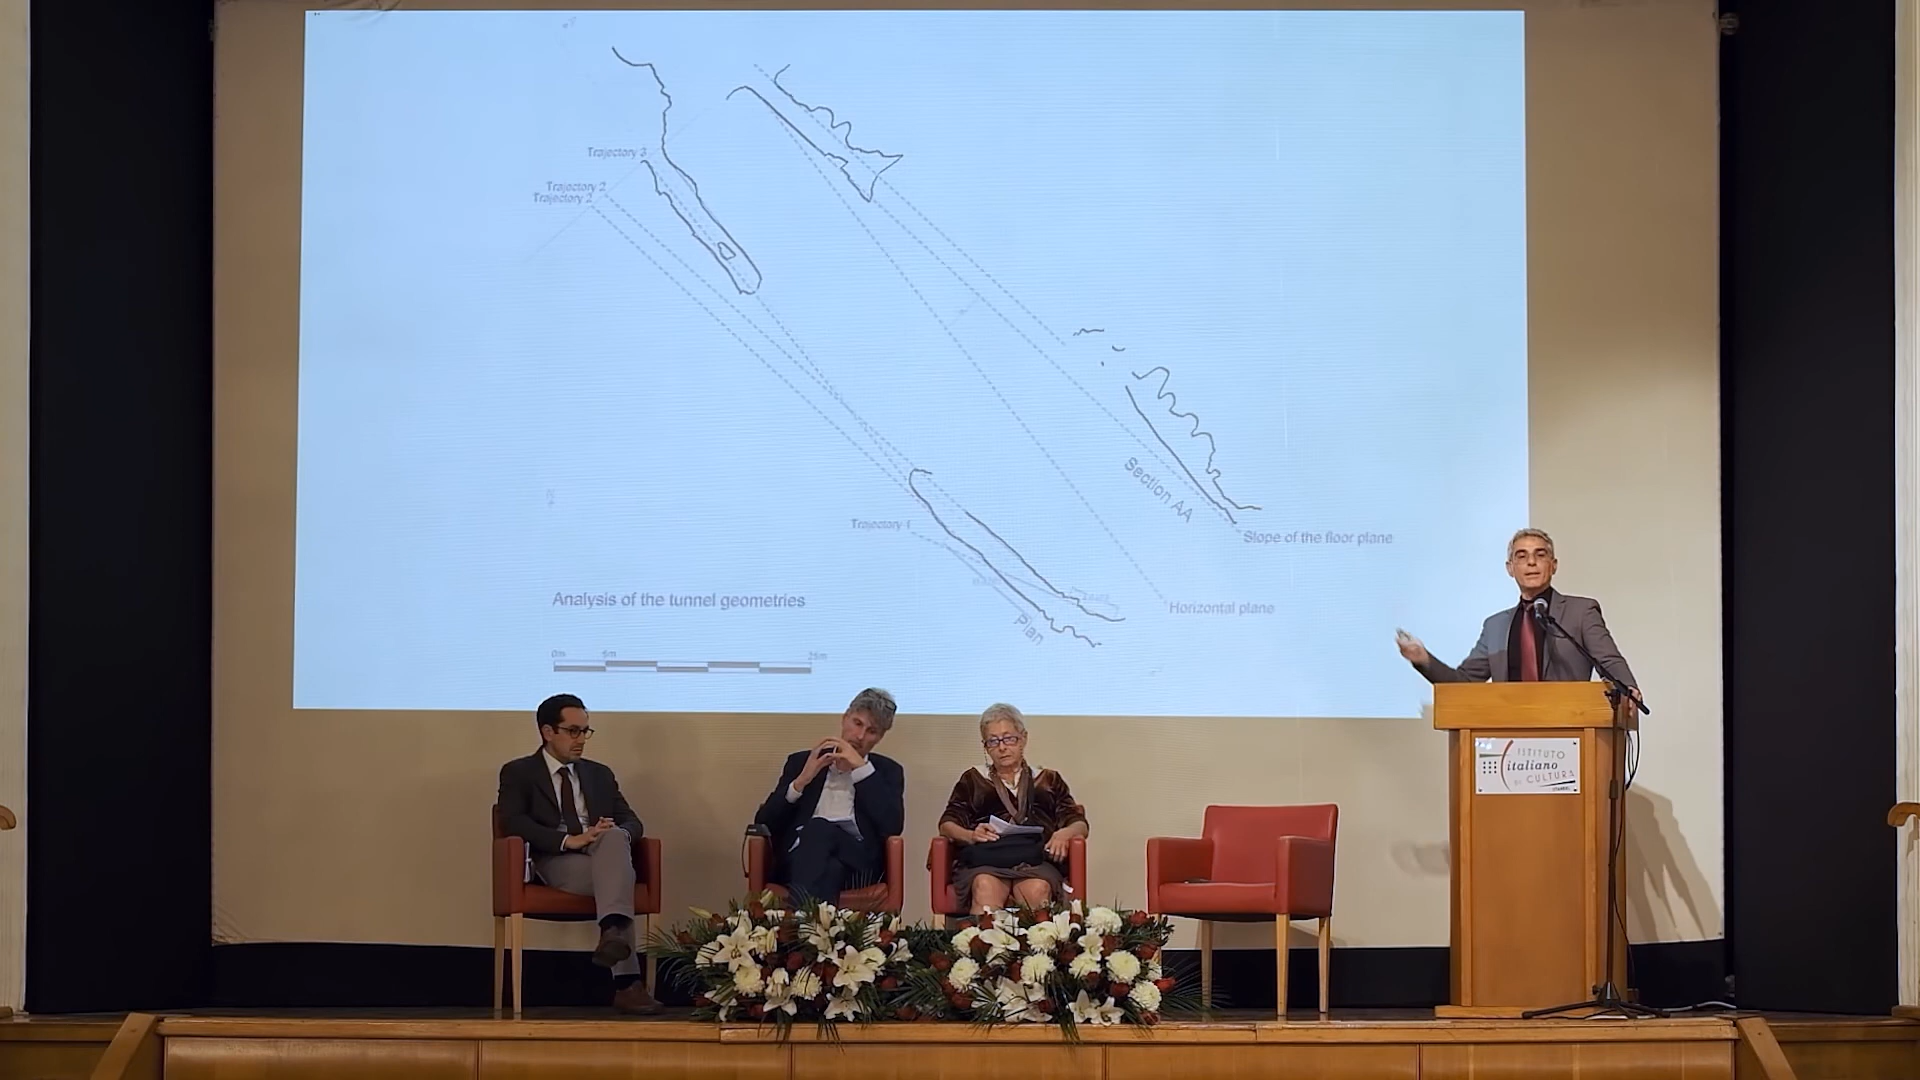 Trajectory 3
Trajectory 2
Trajectory 2
Section AA
Trajectory 1
Slope of the floor plane
Analysis of the tunnel geometries
Horizontal plane
Plan
0m 5m 25m
ISTITUTO
italiano
DI CULTURA